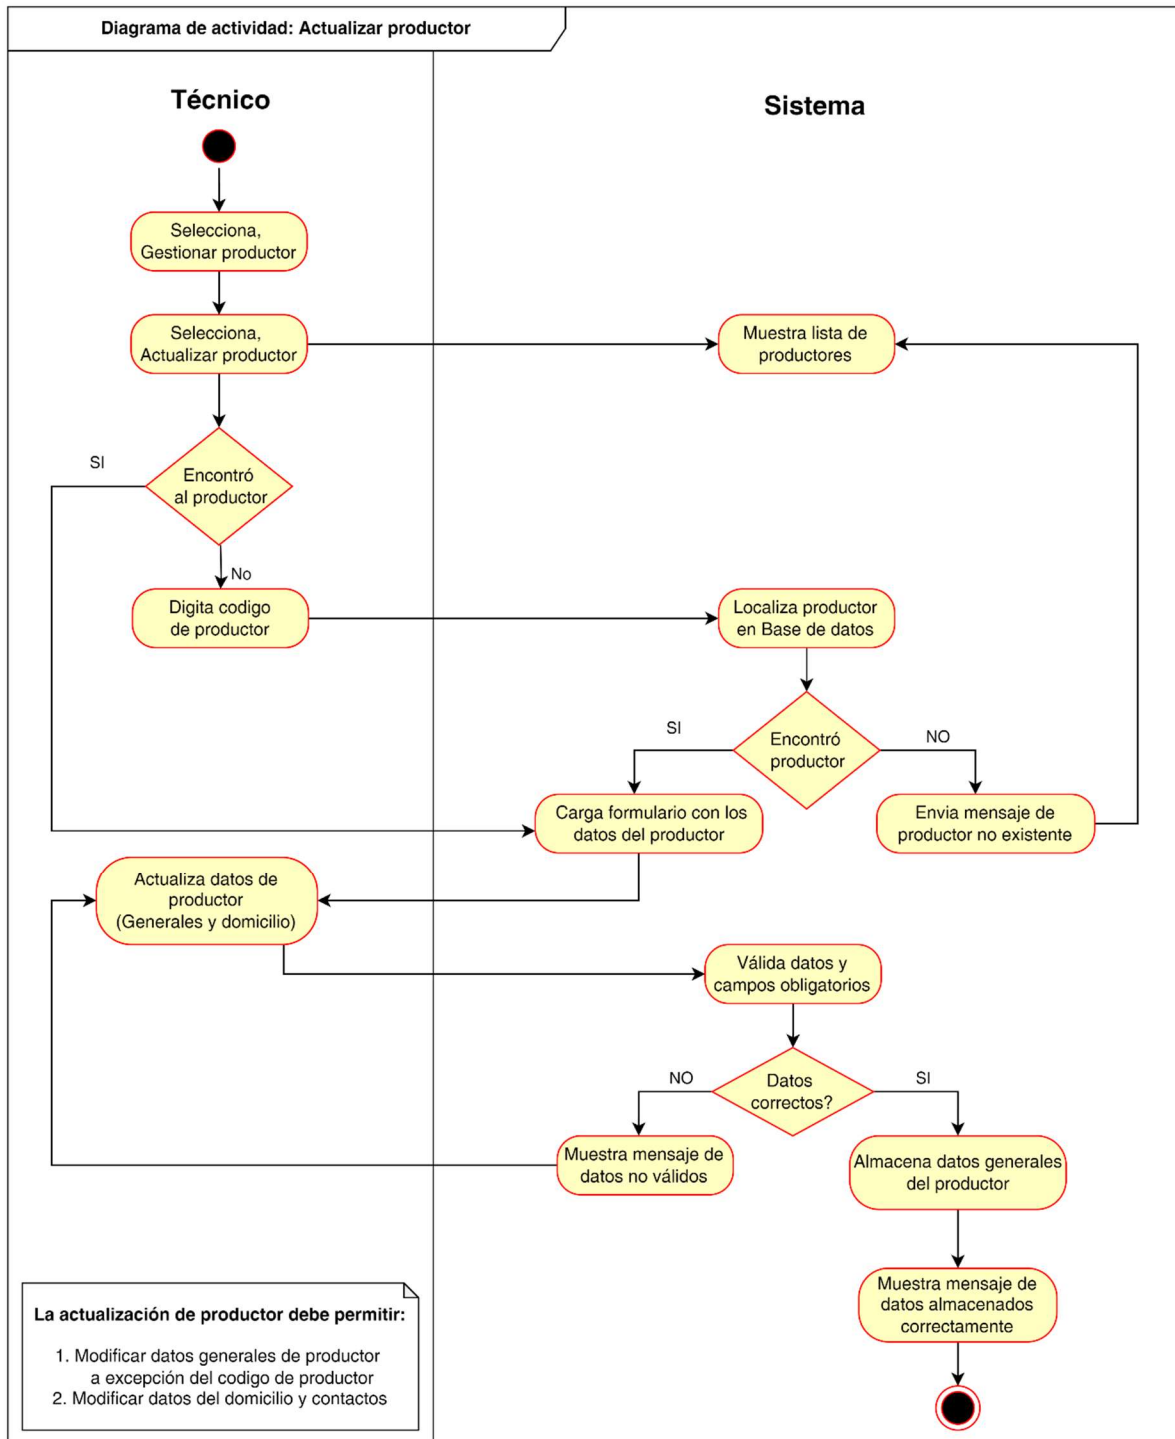 Diagrama de actividad: Actualizar productor
Técnico
Sistema
Selecciona,
Gestionar productor
Selecciona,
Actualizar productor
Muestra lista de
productores
SI
Encontró
al productor
No
Digita codigo
de productor
Localiza productor
en Base de datos
SI
Encontró
productor
NO
Carga formulario con los
datos del productor
Envia mensaje de
productor no existente
Actualiza datos de
productor
(Generales y domicilio)
Válida datos y
campos obligatorios
NO
Datos
correctos?
SI
Muestra mensaje de
datos no válidos
Almacena datos generales
del productor
Muestra mensaje de
datos almacenados
correctamente
La actualización de productor debe permitir:
1. Modificar datos generales de productor
a excepción del codigo de productor
2. Modificar datos del domicilio y contactos